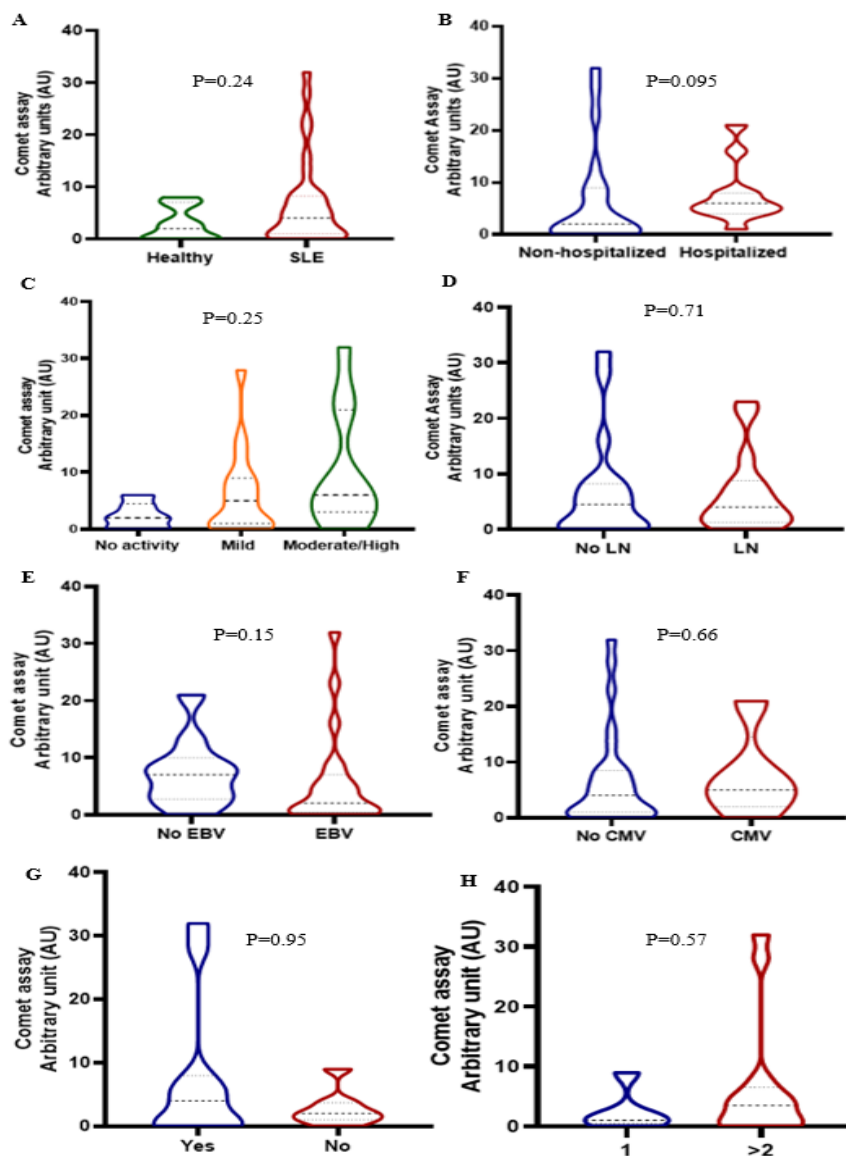 A
Comet assay
Arbitrary units (AU)
40
30
20
10
0
P=0.24
Healthy
SLE
B
Comet Assay
Arbitrary units (AU)
40
30
20
10
0
P=0.095
Non-hospitalized
Hospitalized
C
Comet assay
Arbitrary unit (AU)
40
30
20
10
0
P=0.25
No activity
Mild
Moderate/High
D
Comet Assay
Arbitrary units (AU)
40
30
20
10
0
P=0.71
No LN
LN
E
Comet assay
Arbitrary unit (AU)
40
30
20
10
0
P=0.15
No EBV
EBV
F
Comet assay
Arbitrary unit (AU)
40
30
20
10
0
P=0.66
No CMV
CMV
G
Comet assay
Arbitrary unit (AU)
40
30
20
10
0
P=0.95
Yes
No
H
Comet assay
Arbitrary unit (AU)
40
30
20
10
0
P=0.57
1
>2